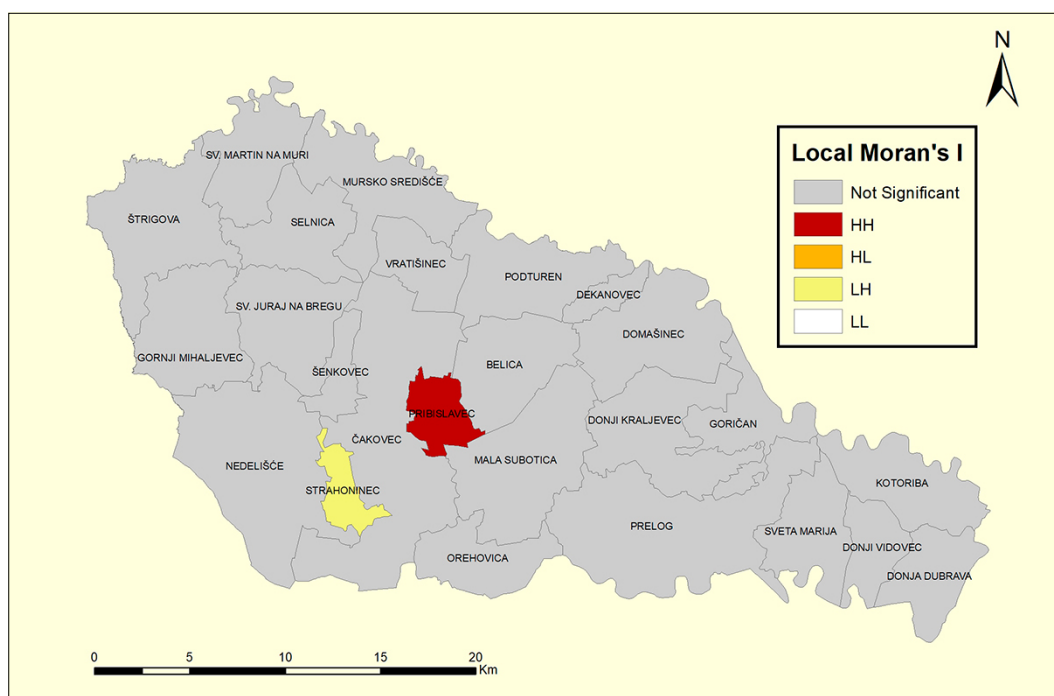 N
Local Moran's I
Not Significant
HH
HL
LH
LL
SV. MARTIN NA MURI
MURSKO SREDIŠĆE
ŠTRIGOVA
SELNICA
VRATIŠINEC
PODTUREN
DEKANOVEC
SV. JURAJ NA BREGU
DOMAŠINEC
GORNJI MIHALJEVEC
BELICA
ŠENKOVEC
PRIBISLAVEC
DONJI KRALJEVEC
GORIČAN
ČAKOVEC
NEDELIŠČE
MALA SUBOTICA
STRAHONINEC
KOTORIBA
PRELOG
SVETA MARIJA
DONJI VIDOVEC
OREHOVICA
DONJA DUBRAVA
0 5 10 15 20
Km